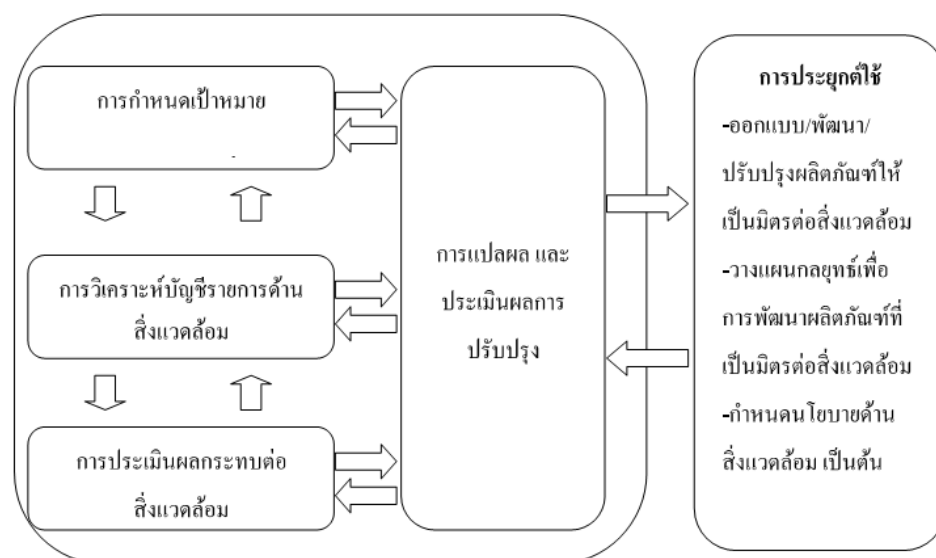 การกำหนดเป้าหมาย
การวิเคราะห์บัญชีรายการด้าน
สิ่งแวดล้อม
การประเมินผลกระทบต่อ
สิ่งแวดล้อม
การแปลผล และ
ประเมินผลการ
ปรับปรุง
การประยุกต์ใช้
-ออกแบบ/พัฒนา/
ปรับปรุงผลิตภัณฑ์ให้
เป็นมิตรต่อสิ่งแวดล้อม
-วางแผนกลยุทธ์เพื่อ
การพัฒนาผลิตภัณฑ์ที่
เป็นมิตรต่อสิ่งแวดล้อม
-กำหนดนโยบายด้าน
สิ่งแวดล้อม เป็นต้น